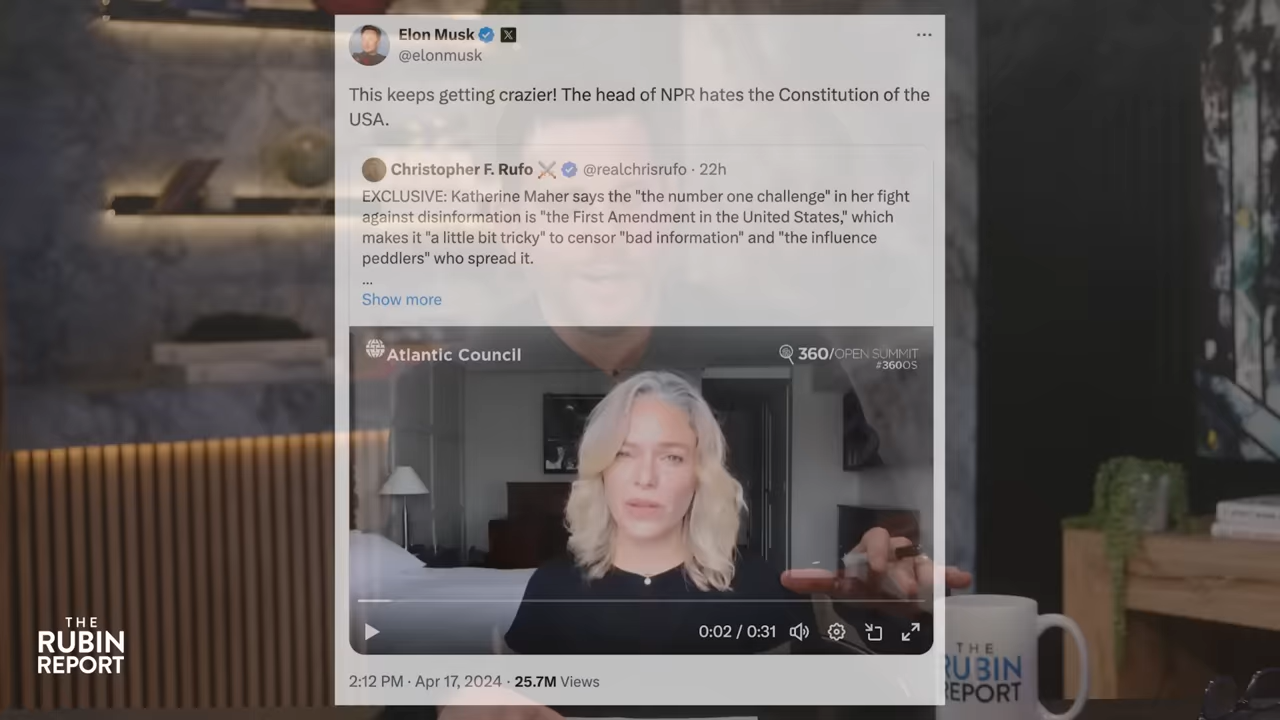 Elon Musk
@elonmusk
This keeps getting crazier! The head of NPR hates the Constitution of the
USA.
Christopher F. Rufo @realchrisrufo · 22h
EXCLUSIVE: Katherine Maher says the "the number one challenge" in her fight
against disinformation is "the First Amendment in the United States," which
makes it "a little bit tricky" to censor "bad information" and "the influence
peddlers" who spread it.
...
Show more
Atlantic Council
360/OPEN SUMMIT
#360OS
0:02 / 0:31
2:12 PM · Apr 17, 2024 · 25.7M Views
THE
RUBIN
REPORT
THE
RUBIN
REPORT